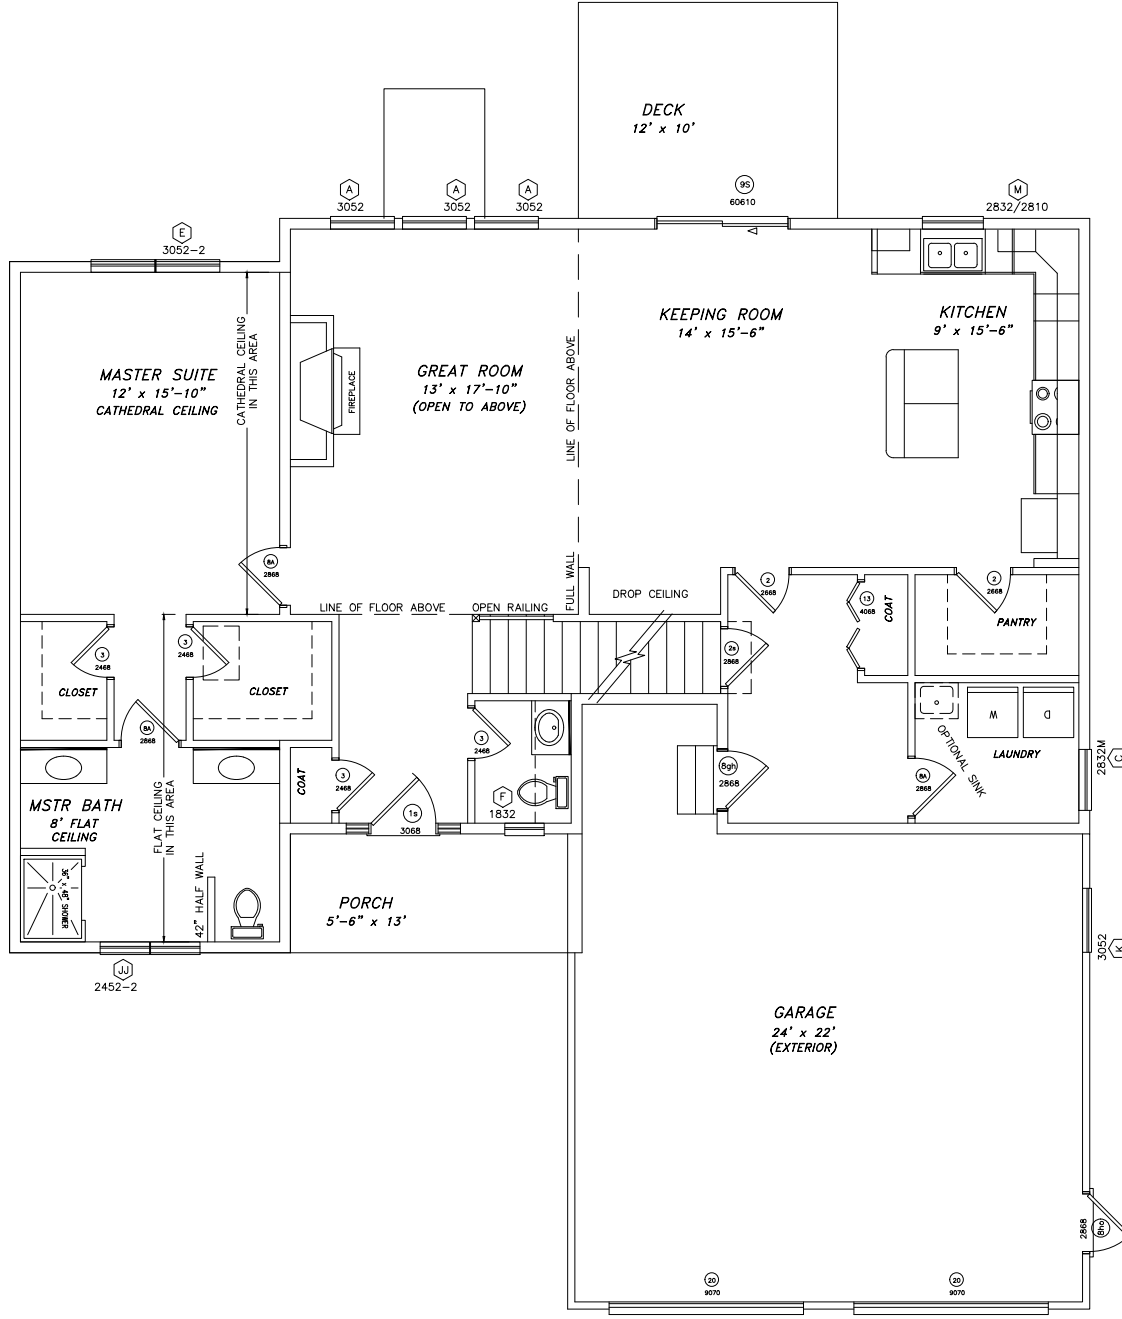 DECK
12' x 10'
A
3052
A
3052
A
3052
9S
60610
M
2832/2810
E
3052-2
MASTER SUITE
12' x 15'-10"
CATHEDRAL CEILING
CATHEDRAL CEILING
IN THIS AREA
FIREPLACE
GREAT ROOM
13' x 17'-10"
(OPEN TO ABOVE)
LINE OF FLOOR ABOVE
KEEPING ROOM
14' x 15'-6"
KITCHEN
9' x 15'-6"
8A
2868
LINE OF FLOOR ABOVE
OPEN RAILING
FULL WALL
DROP CEILING
2
2668
13
4068
COAT
2
2668
PANTRY
3
2468
3
2468
CLOSET
CLOSET
2s
2868
8A
2868
3
2468
W
D
LAUNDRY
OPTIONAL SINK
2832M
C
MSTR BATH
8' FLAT
CEILING
FLAT CEILING
IN THIS AREA
COAT
3
2468
1s
3068
F
1832
8gh
2868
8A
2868
36" x 48" SHOWER
42" HALF WALL
PORCH
5'-6" x 13'
3052
K
JJ
2452-2
GARAGE
24' x 22'
(EXTERIOR)
2868
8ho
20
9070
20
9070